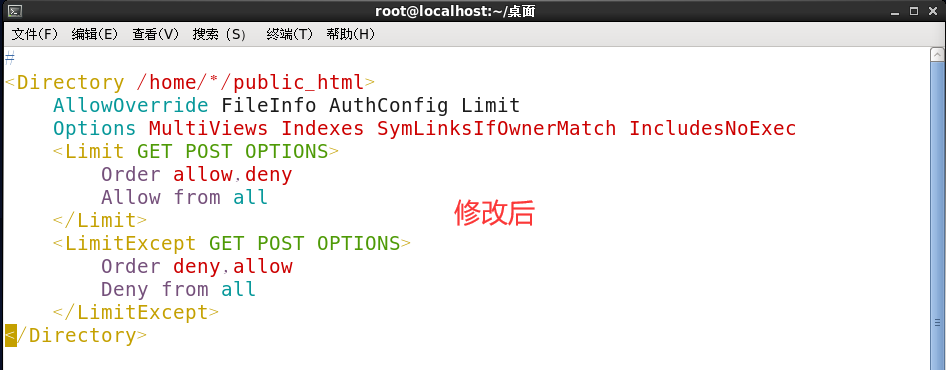 root@localhost:~/桌面
文件(F) 编辑(E) 查看(V) 搜索 (S) 终端(T) 帮助(H)
#
<Directory /home/*/public_html>
    AllowOverride FileInfo AuthConfig Limit
    Options MultiViews Indexes SymLinksIfOwnerMatch IncludesNoExec
    <Limit GET POST OPTIONS>
        Order allow,deny
        Allow from all
    </Limit>
修改后
    <LimitExcept GET POST OPTIONS>
        Order deny,allow
        Deny from all
    </LimitExcept>
</Directory>